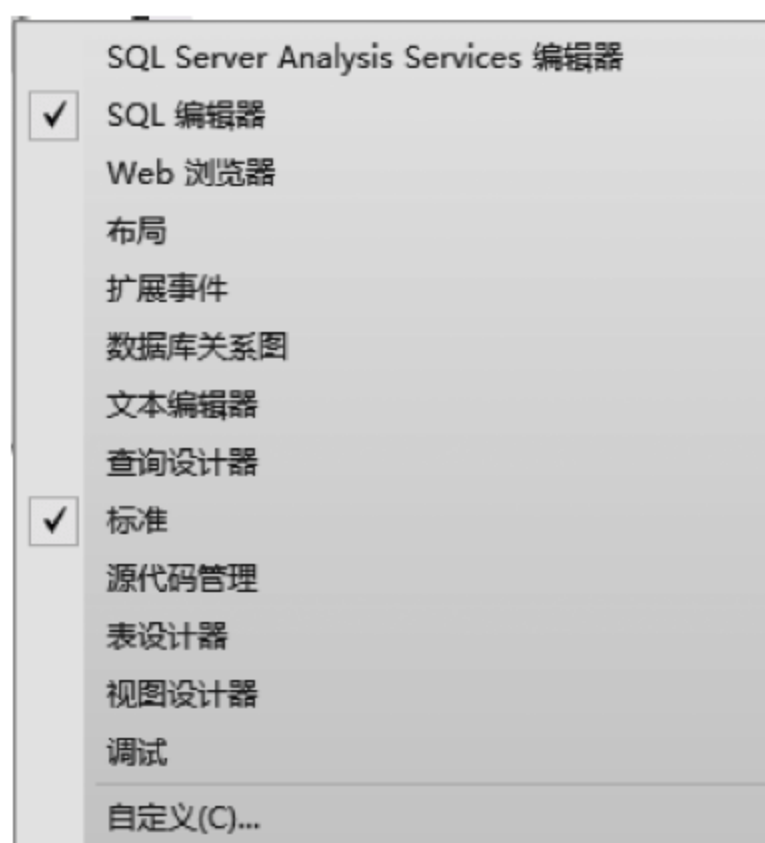 SQL Server Analysis Services 编辑器
SQL 编辑器
Web 浏览器
布局
扩展事件
数据库关系图
文本编辑器
查询设计器
标准
源代码管理
表设计器
视图设计器
调试
自定义(C)...